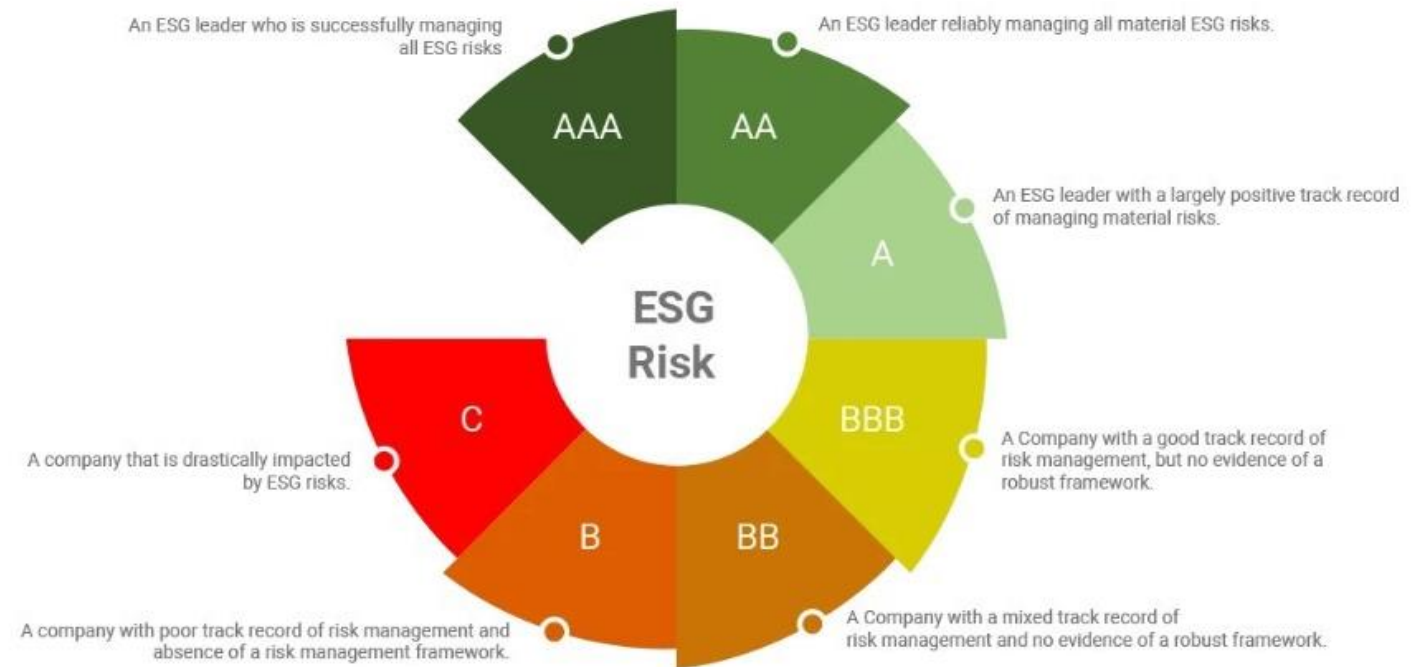 An ESG leader who is successfully managing
all ESG risks
AAA
AA
An ESG leader reliably managing all material ESG risks.
A
An ESG leader with a largely positive track record
of managing material risks.
ESG
Risk
BBB
A Company with a good track record of
risk management, but no evidence of a
robust framework.
BB
A Company with a mixed track record of
risk management and no evidence of a robust framework.
B
A company with poor track record of risk management and
absence of a risk management framework.
C
A company that is drastically impacted
by ESG risks.